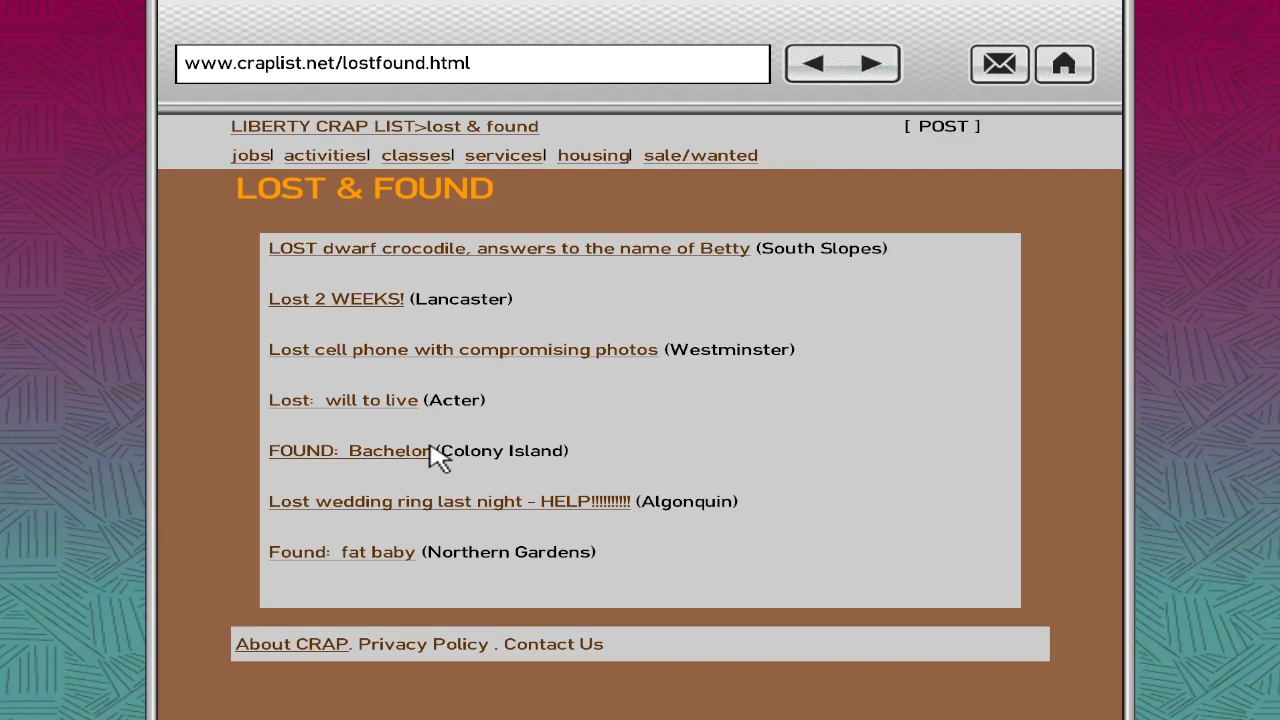 www.craplist.net/lostfound.html
LIBERTY CRAP LIST>lost & found [ POST ]
jobs| activities| classes| services| housing| sale/wanted
LOST & FOUND
LOST dwarf crocodile, answers to the name of Betty (South Slopes)
Lost 2 WEEKS! (Lancaster)
Lost cell phone with compromising photos (Westminster)
Lost: will to live (Acter)
FOUND: Bachelor (Colony Island)
Lost wedding ring last night - HELP!!!!!!!!!! (Algonquin)
Found: fat baby (Northern Gardens)
About CRAP. Privacy Policy . Contact Us